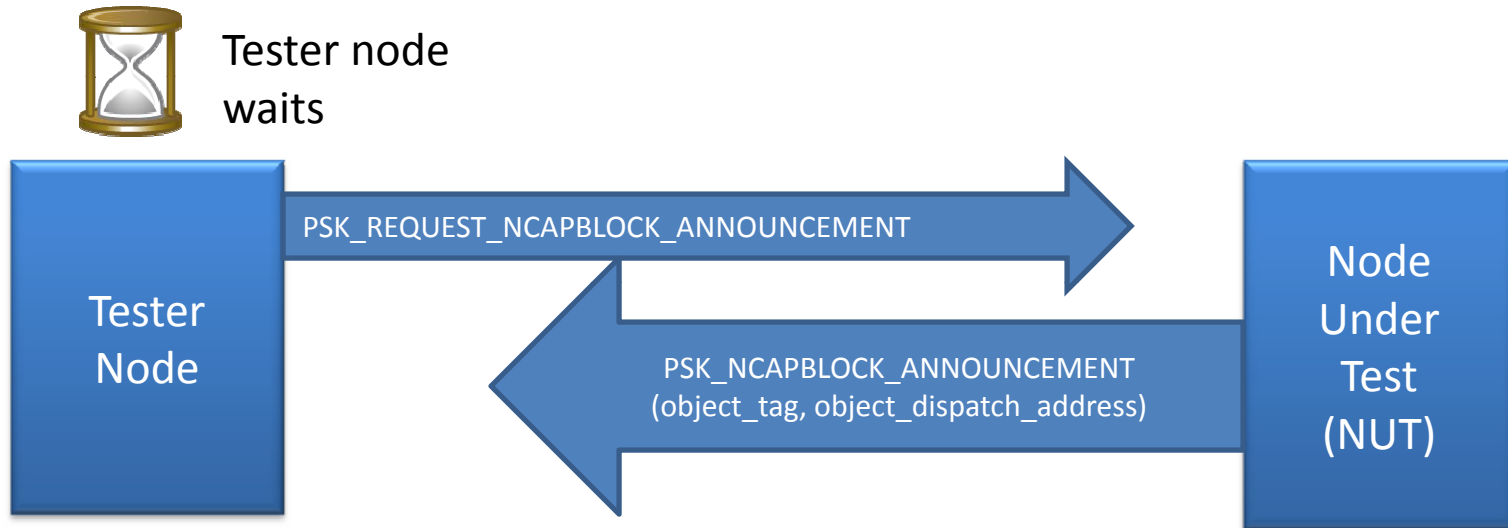 Tester node
waits
PSK_REQUEST_NCAPBLOCK_ANNOUNCEMENT
Tester
Node
PSK_NCAPBLOCK_ANNOUNCEMENT
(object_tag, object_dispatch_address)
Node
Under
Test
(NUT)